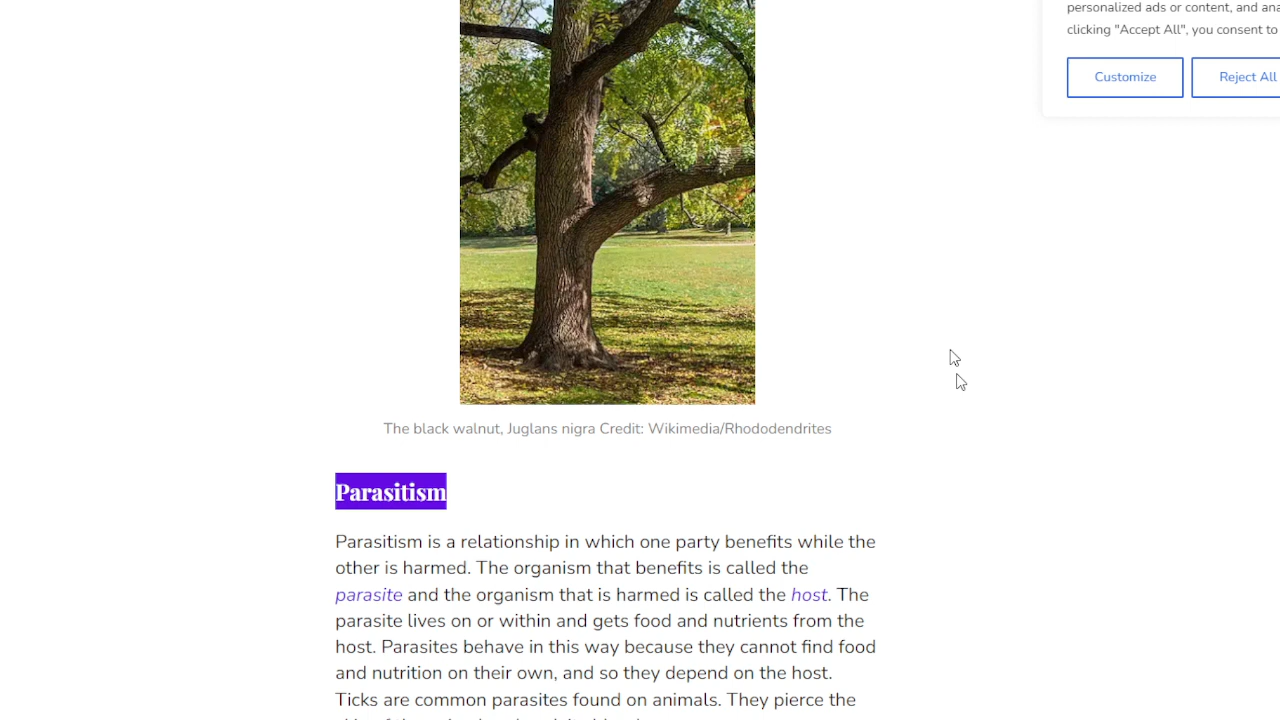 personalized ads or content, and
clicking "Accept All", you consent to
Customize
Reject All
The black walnut, Juglans nigra Credit: Wikimedia/Rhododendrites
Parasitism
Parasitism is a relationship in which one party benefits while the
other is harmed. The organism that benefits is called the
parasite and the organism that is harmed is called the host. The
parasite lives on or within and gets food and nutrients from the
host. Parasites behave in this way because they cannot find food
and nutrition on their own, and so they depend on the host.
Ticks are common parasites found on animals. They pierce the